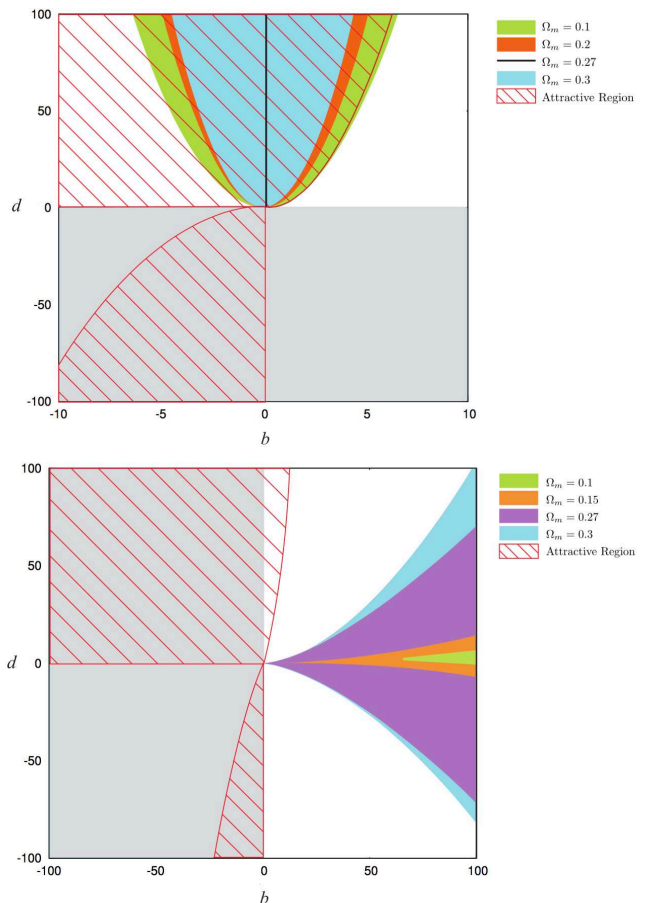 100
50
d
0
-50
-100
-10
-5
0
5
10
b
Ωm = 0.1
Ωm = 0.2
Ωm = 0.27
Ωm = 0.3
Attractive Region
100
50
d
0
-50
-100
-100
-50
0
50
100
b
Ωm = 0.1
Ωm = 0.15
Ωm = 0.27
Ωm = 0.3
Attractive Region